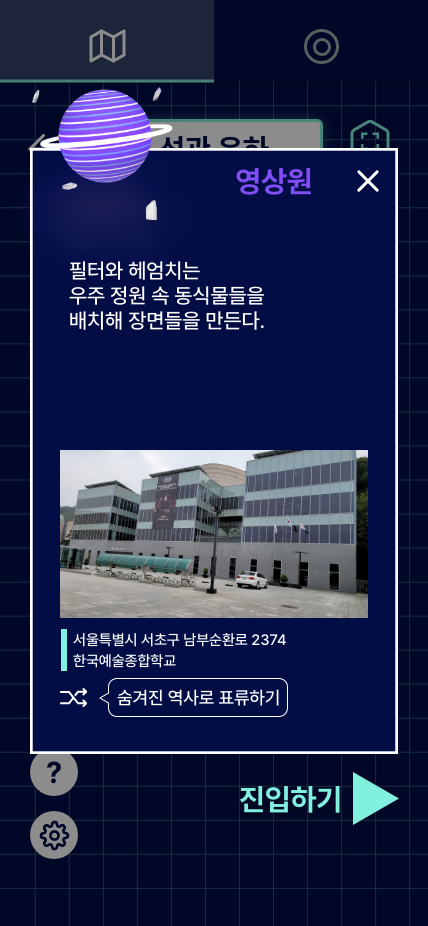 영상원
필터와 헤엄치는
우주 정원 속 동식물들을
배치해 장면들을 만든다.
서울특별시 서초구 남부순환로 2374
한국예술종합학교
숨겨진 역사로 표류하기
?
진입하기